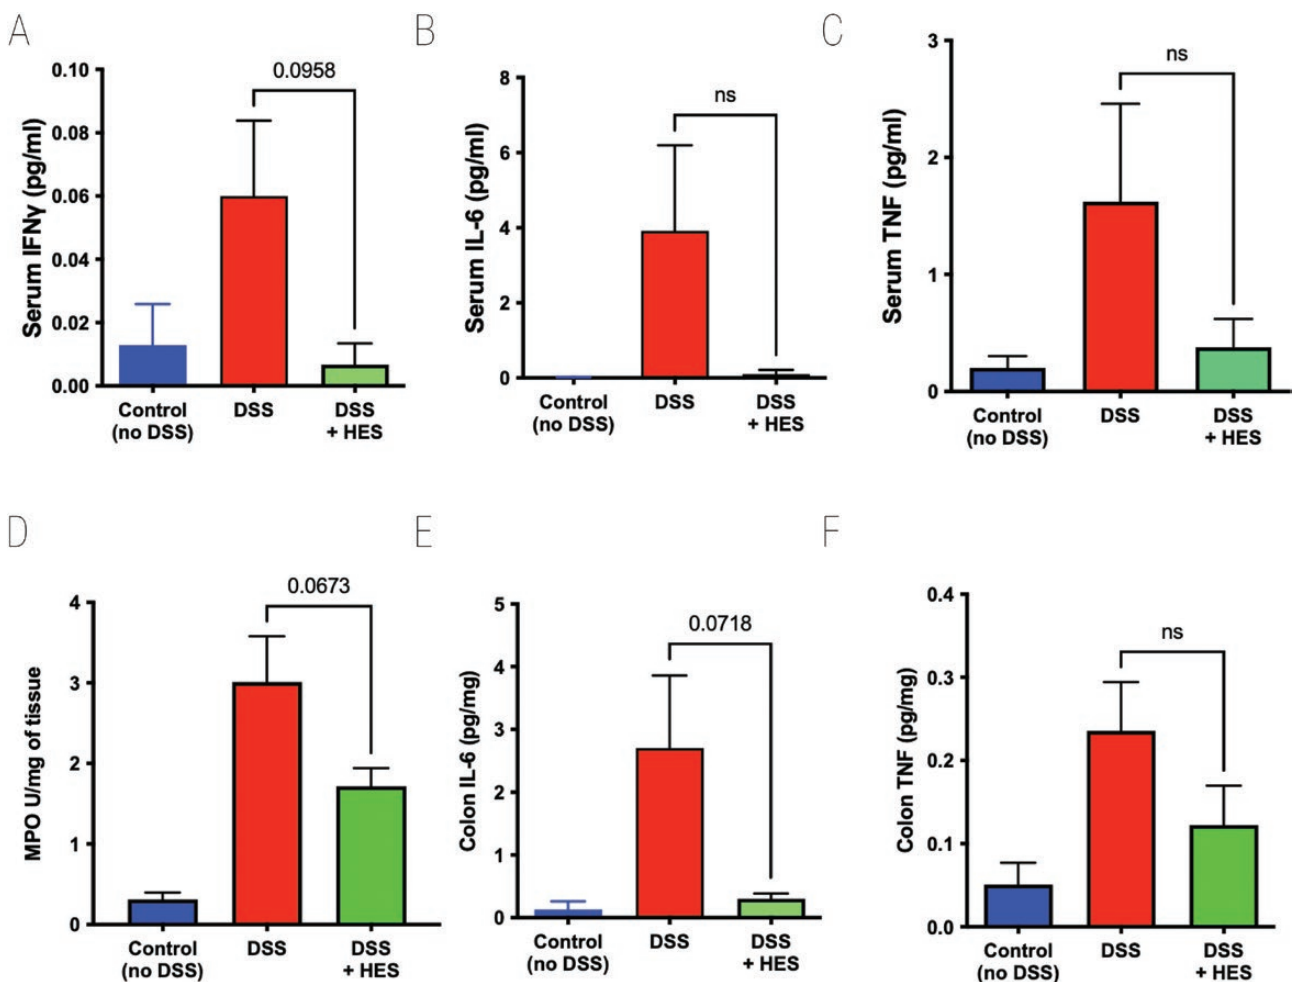 A
B
C
0.10
0.08
0.06
0.04
0.02
0.00
Serum IFNγ (pg/ml)
0.0958
Control
(no DSS)
DSS
DSS
+ HES
8
6
4
2
0
Serum IL-6 (pg/ml)
ns
Control
(no DSS)
DSS
DSS
+ HES
3
2
1
0
Serum TNF (pg/ml)
ns
Control
(no DSS)
DSS
DSS
+ HES
D
E
F
4
3
2
1
0
MPO U/mg of tissue
0.0673
Control
(no DSS)
DSS
DSS
+ HES
5
4
3
2
1
0
Colon IL-6 (pg/mg)
0.0718
Control
(no DSS)
DSS
DSS
+ HES
0.4
0.3
0.2
0.1
0.0
Colon TNF (pg/mg)
ns
Control
(no DSS)
DSS
DSS
+ HES